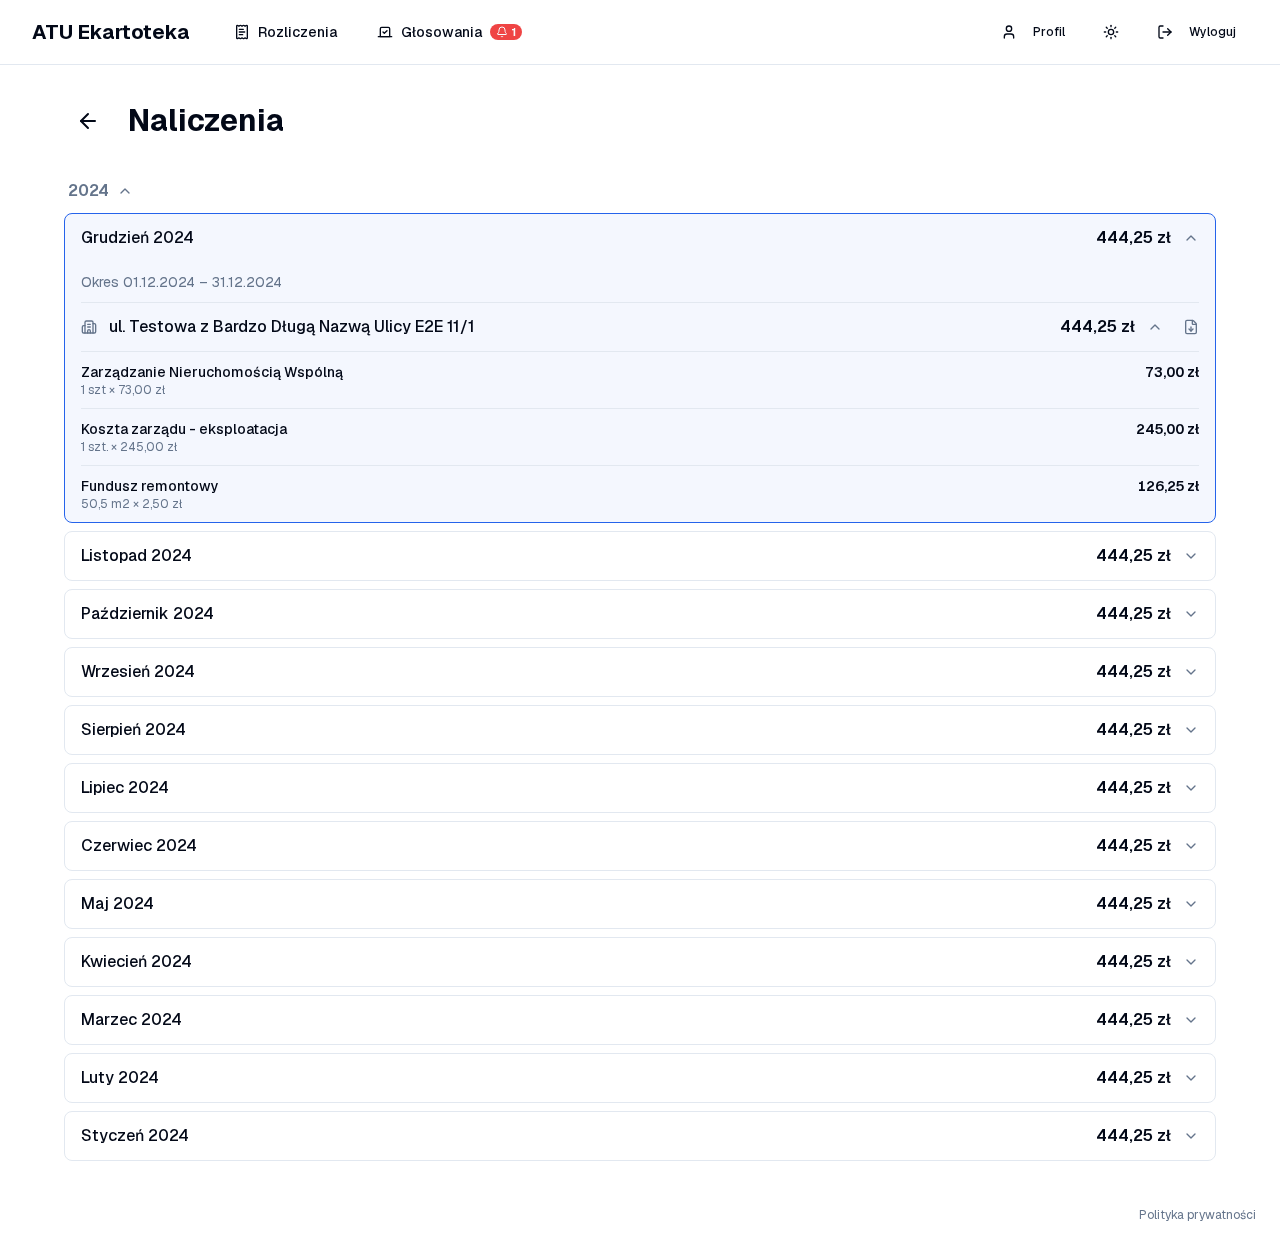 ATU Ekartoteka
Rozliczenia
Głosowania
1
Profil
Wyloguj
Naliczenia
2024
Grudzień 2024 444,25 zł
Okres 01.12.2024 – 31.12.2024
ul. Testowa z Bardzo Długą Nazwą Ulicy E2E 11/1 444,25 zł
Zarządzanie Nieruchomością Wspólną 73,00 zł
1 szt × 73,00 zł
Koszta zarządu - eksploatacja 245,00 zł
1 szt. × 245,00 zł
Fundusz remontowy 126,25 zł
50,5 m2 × 2,50 zł
Listopad 2024 444,25 zł
Październik 2024 444,25 zł
Wrzesień 2024 444,25 zł
Sierpień 2024 444,25 zł
Lipiec 2024 444,25 zł
Czerwiec 2024 444,25 zł
Maj 2024 444,25 zł
Kwiecień 2024 444,25 zł
Marzec 2024 444,25 zł
Luty 2024 444,25 zł
Styczeń 2024 444,25 zł
Polityka prywatności